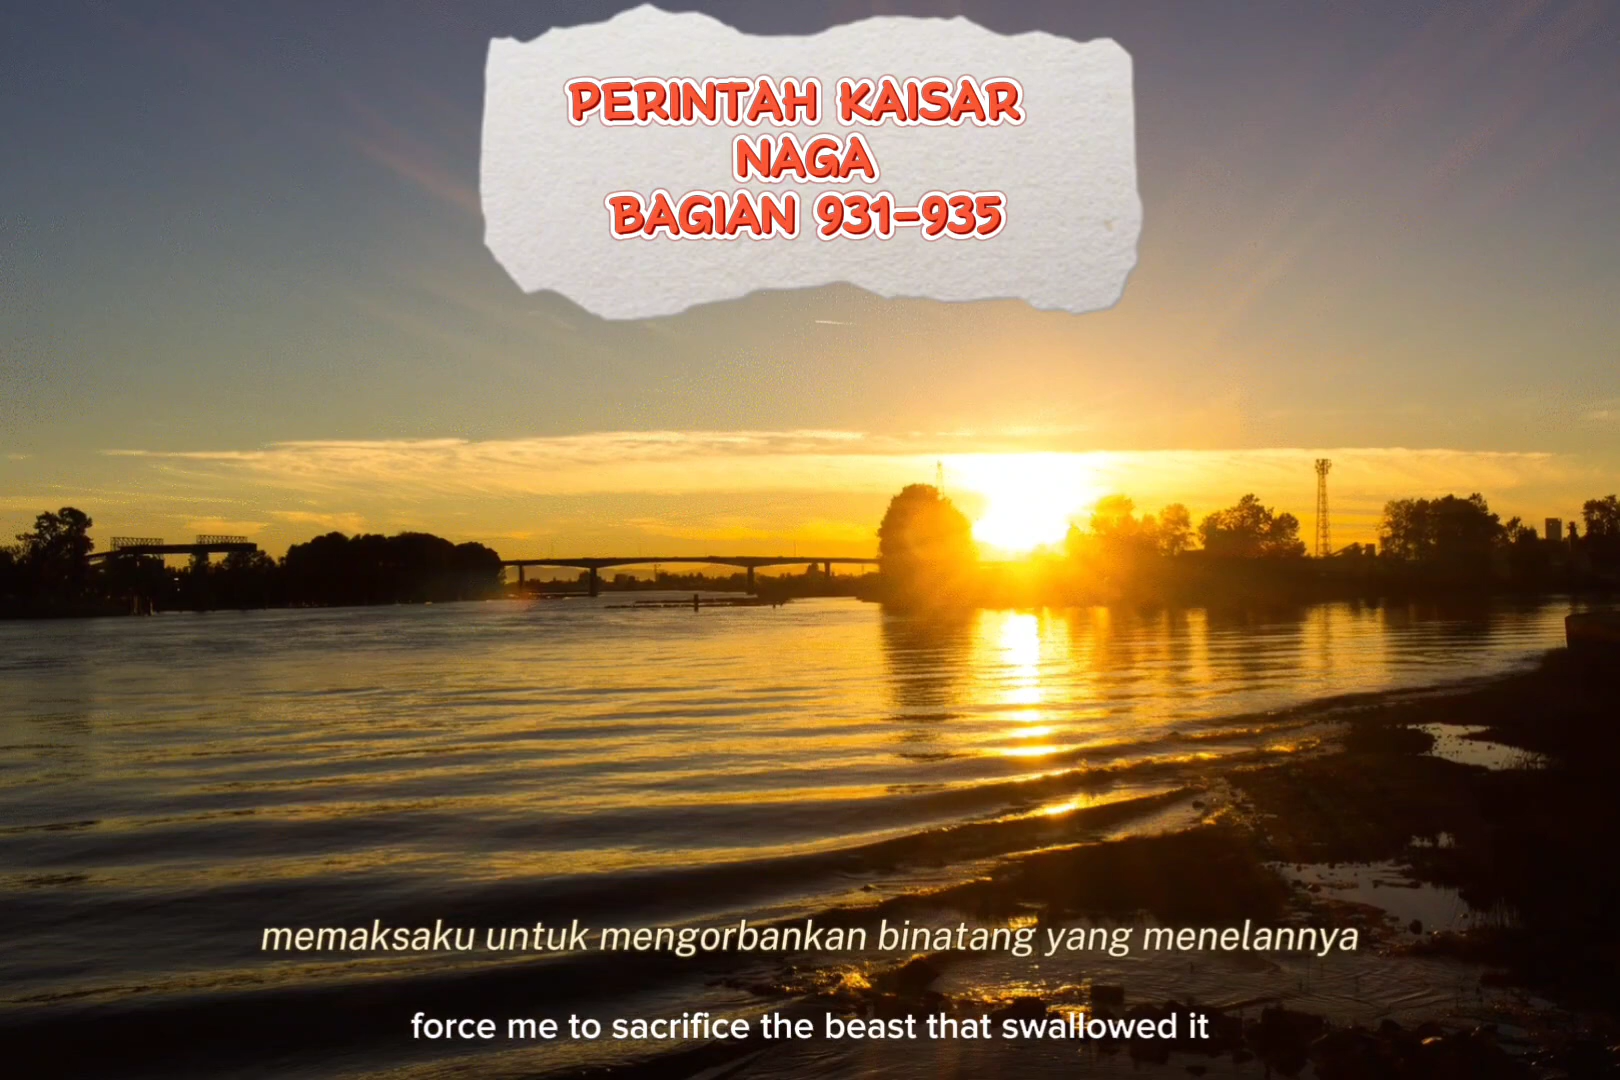 PERINTAH KAISAR
NAGA
BAGIAN 931-935
memaksaku untuk mengorbankan binatang yang menelannya
force me to sacrifice the beast that swallowed it